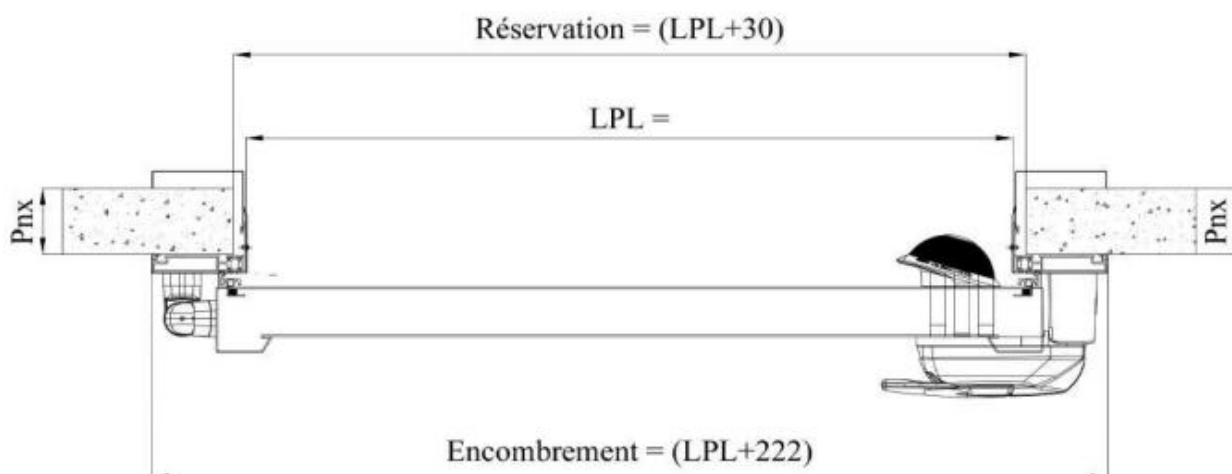 Réservation = (LPL+30)
LPL =
Pnx
Pnx
Encombrement = (LPL+222)